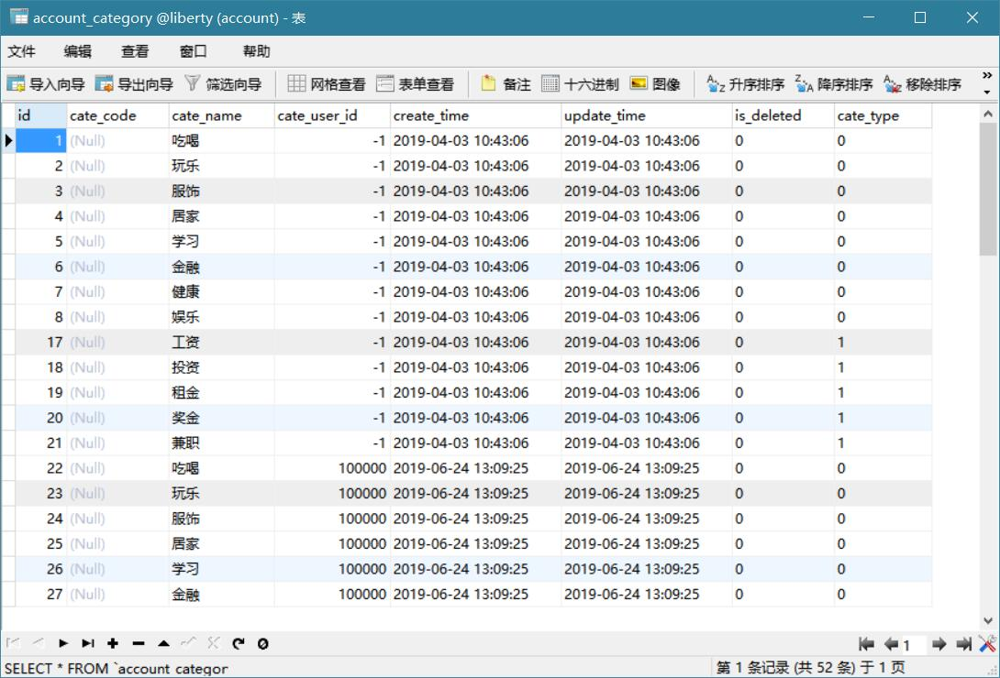 account_category @liberty (account) - 表
文件 编辑 查看 窗口 帮助
导入向导 导出向导 筛选向导 网格查看 表单查看 备注 十六进制 图像 升序排序 降序排序 移除排序 »
id cate_code cate_name cate_user_id create_time update_time is_deleted cate_type
1 (Null) 吃喝 -1 2019-04-03 10:43:06 2019-04-03 10:43:06 0 0
2 (Null) 玩乐 -1 2019-04-03 10:43:06 2019-04-03 10:43:06 0 0
3 (Null) 服饰 -1 2019-04-03 10:43:06 2019-04-03 10:43:06 0 0
4 (Null) 居家 -1 2019-04-03 10:43:06 2019-04-03 10:43:06 0 0
5 (Null) 学习 -1 2019-04-03 10:43:06 2019-04-03 10:43:06 0 0
6 (Null) 金融 -1 2019-04-03 10:43:06 2019-04-03 10:43:06 0 0
7 (Null) 健康 -1 2019-04-03 10:43:06 2019-04-03 10:43:06 0 0
8 (Null) 娱乐 -1 2019-04-03 10:43:06 2019-04-03 10:43:06 0 0
17 (Null) 工资 -1 2019-04-03 10:43:06 2019-04-03 10:43:06 0 1
18 (Null) 投资 -1 2019-04-03 10:43:06 2019-04-03 10:43:06 0 1
19 (Null) 租金 -1 2019-04-03 10:43:06 2019-04-03 10:43:06 0 1
20 (Null) 奖金 -1 2019-04-03 10:43:06 2019-04-03 10:43:06 0 1
21 (Null) 兼职 -1 2019-04-03 10:43:06 2019-04-03 10:43:06 0 1
22 (Null) 吃喝 100000 2019-06-24 13:09:25 2019-06-24 13:09:25 0 0
23 (Null) 玩乐 100000 2019-06-24 13:09:25 2019-06-24 13:09:25 0 0
24 (Null) 服饰 100000 2019-06-24 13:09:25 2019-06-24 13:09:25 0 0
25 (Null) 居家 100000 2019-06-24 13:09:25 2019-06-24 13:09:25 0 0
26 (Null) 学习 100000 2019-06-24 13:09:25 2019-06-24 13:09:25 0 0
27 (Null) 金融 100000 2019-06-24 13:09:25 2019-06-24 13:09:25 0 0
1
SELECT * FROM `account categor 第 1 条记录 (共 52 条) 于 1 页